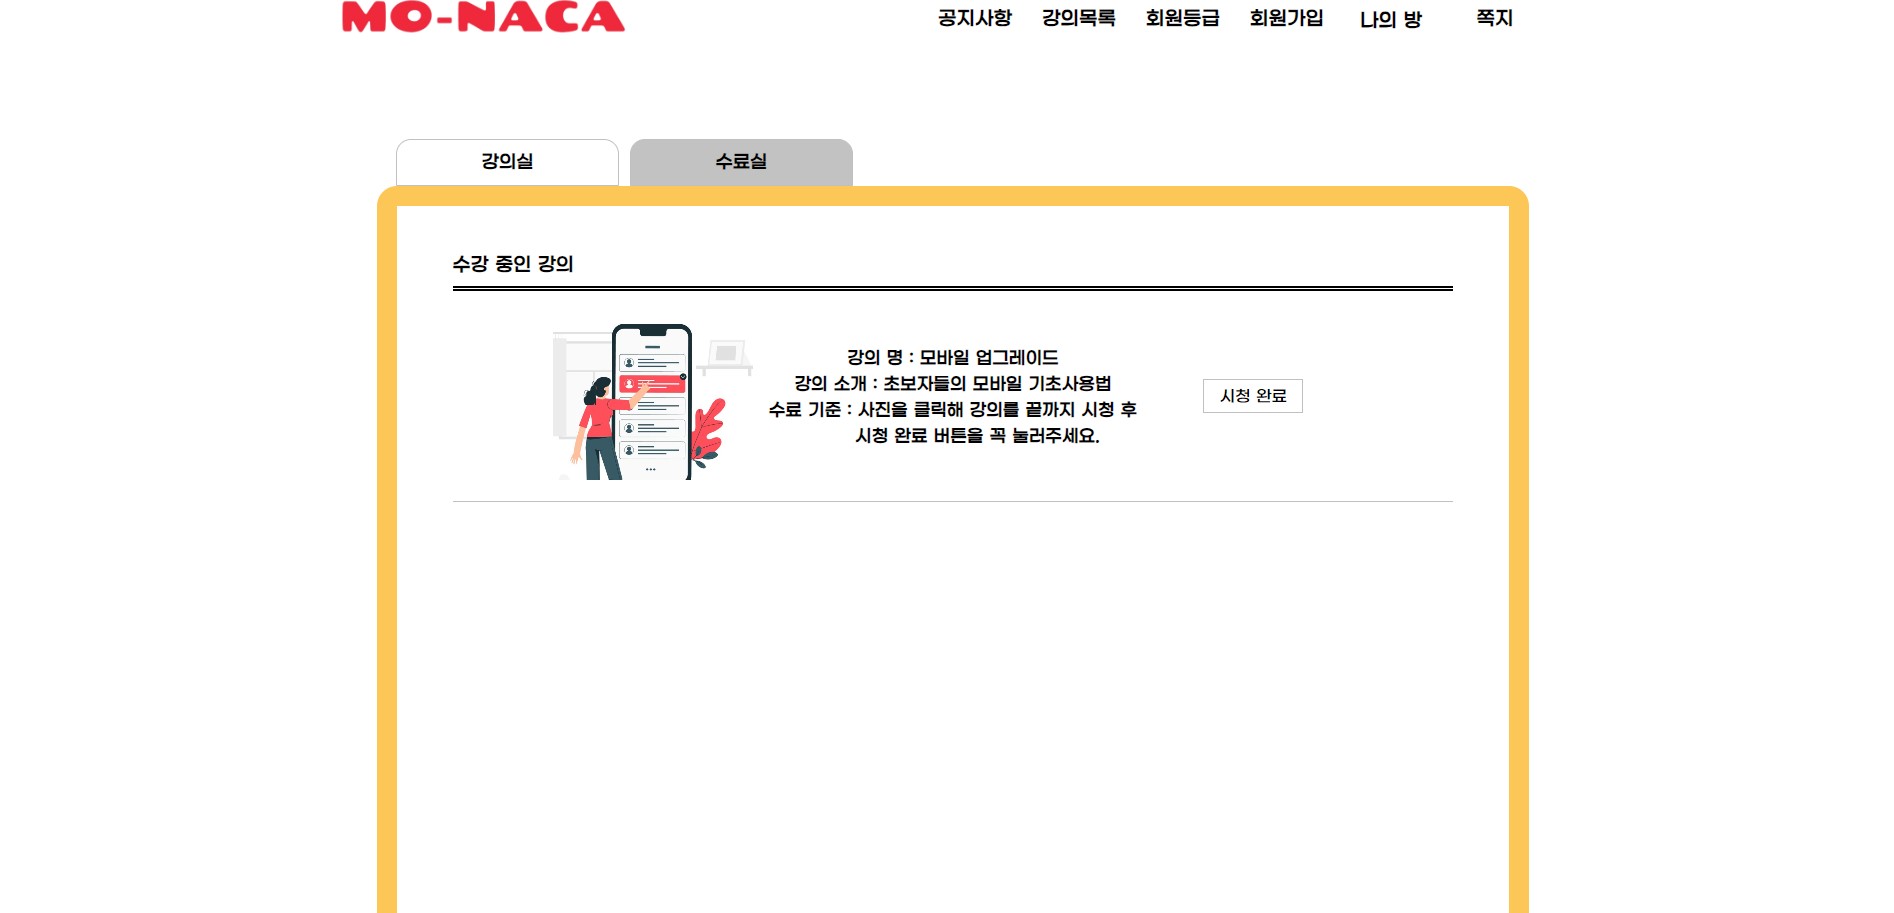 MO-NACA
공지사항 강의목록 회원등급 회원가입 나의 방 쪽지
강의실 수료실
수강 중인 강의
강의 명 : 모바일 업그레이드
강의 소개 : 초보자들의 모바일 기초사용법
수료 기준 : 사진을 클릭해 강의를 끝까지 시청 후
시청 완료 버튼을 꼭 눌러주세요.
시청 완료